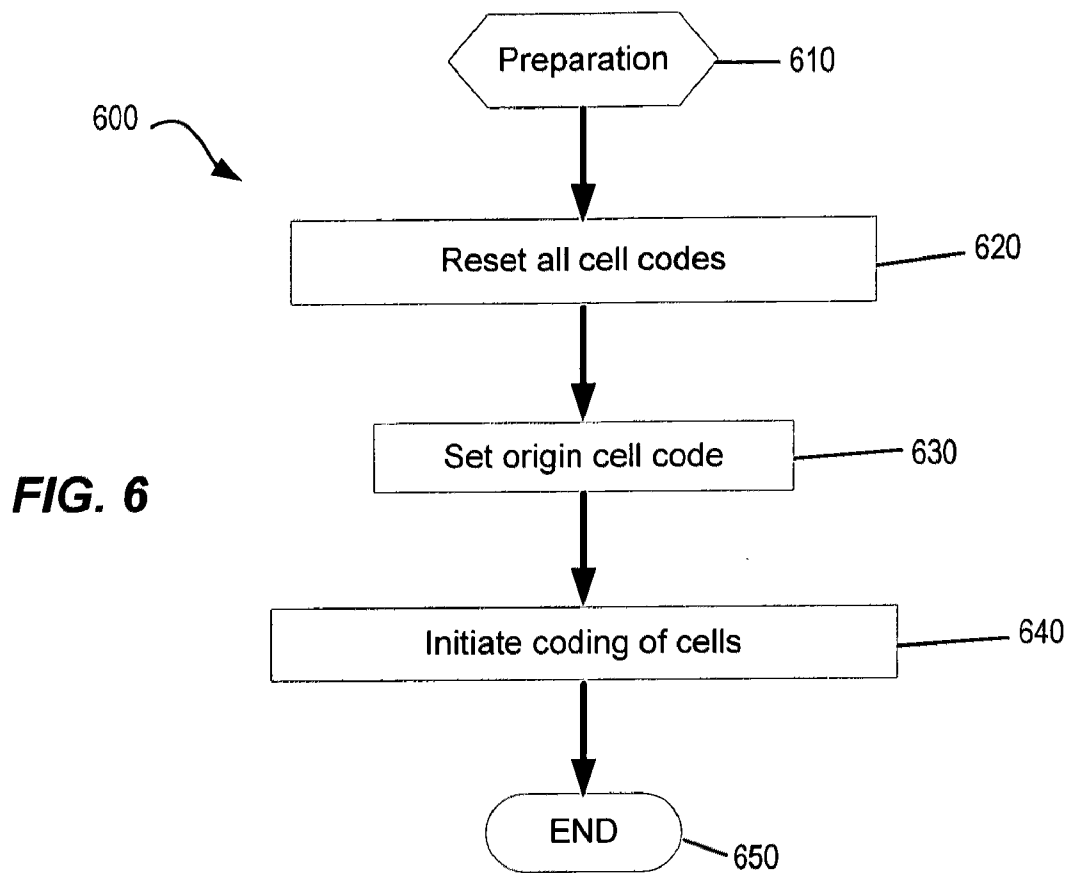 Preparation
610
600
Reset all cell codes
620
Set origin cell code
630
FIG. 6
Initiate coding of cells
640
END
650